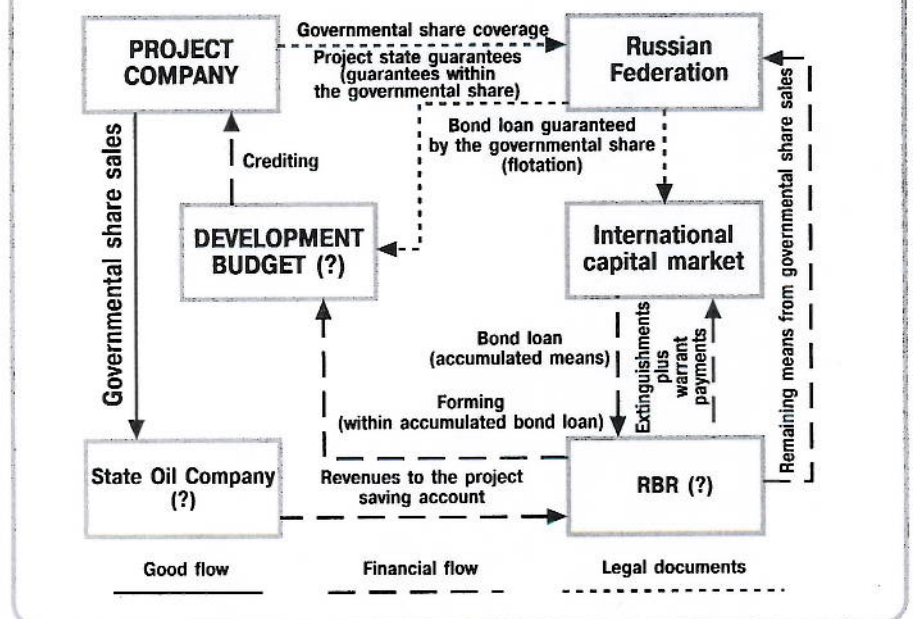 PROJECT
COMPANY
Governmental share coverage
Project state guarantees
(guarantees within
the governmental share)
Russian
Federation
Bond loan guaranteed
by the governmental share
(flotation)
Crediting
Governmental share sales
Remaining means from governmental share sales
DEVELOPMENT
BUDGET (?)
International
capital market
Bond loan
(accumulated means)
Extinguishments
plus
warrant
payments
Forming
(within accumulated bond loan)
State Oil Company
(?)
Revenues to the project
saving account
RBR (?)
Good flow
Financial flow
Legal documents